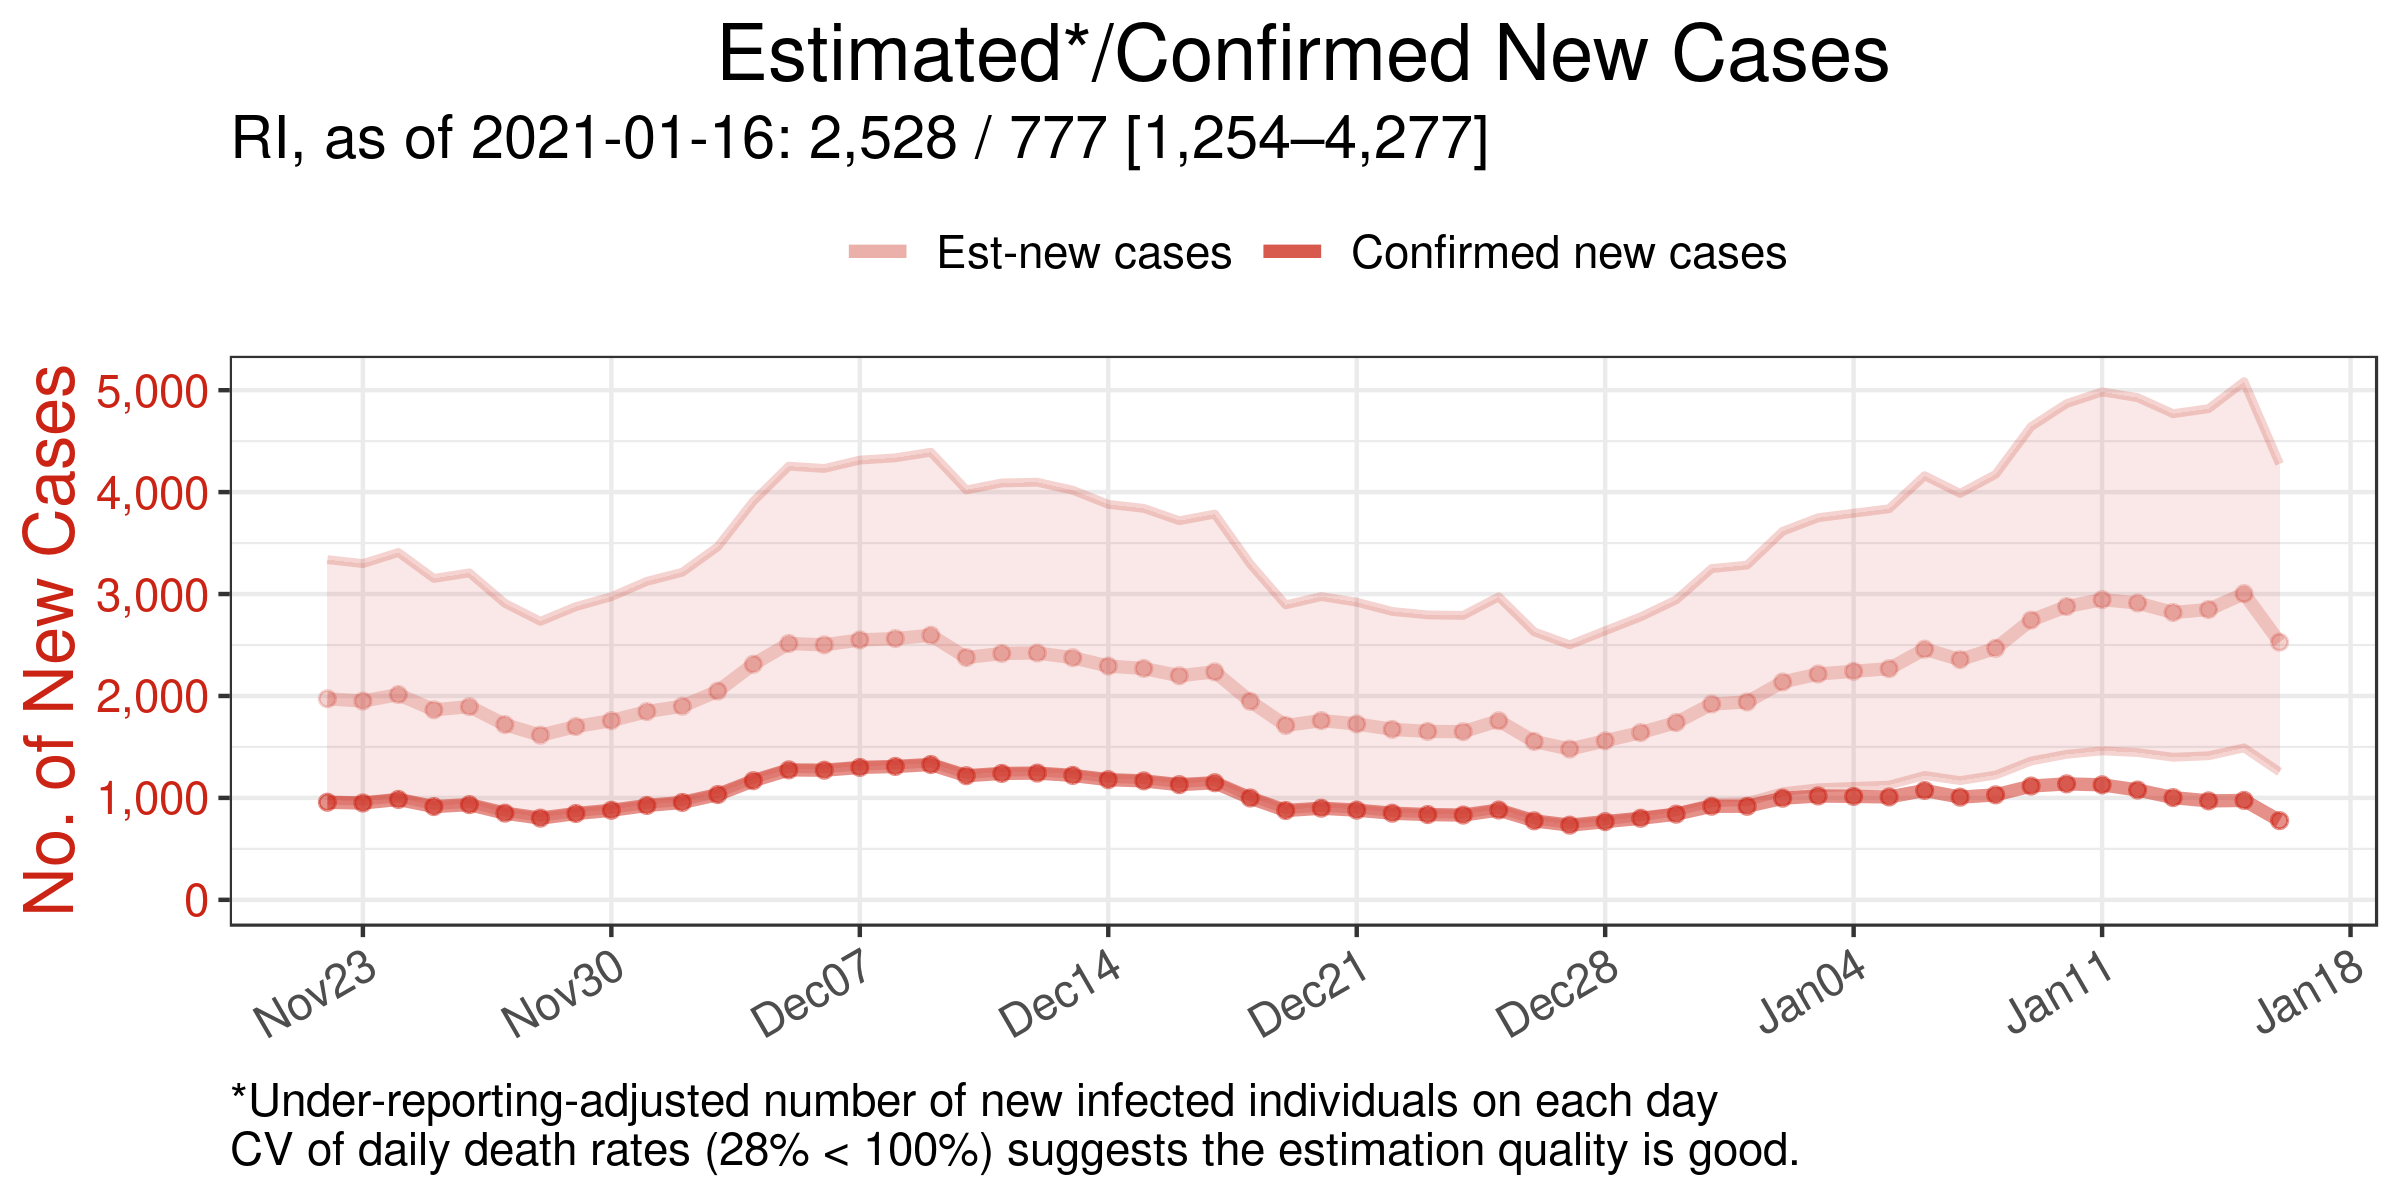 Estimated*/Confirmed New Cases
RI, as of 2021-01-16: 2,528 / 777 [1,254–4,277]
Est-new cases Confirmed new cases
No. of New Cases
5,000
4,000
3,000
2,000
1,000
0
Nov23 Nov30 Dec07 Dec14 Dec21 Dec28 Jan04 Jan11 Jan18
*Under-reporting-adjusted number of new infected individuals on each day
CV of daily death rates (28% < 100%) suggests the estimation quality is good.